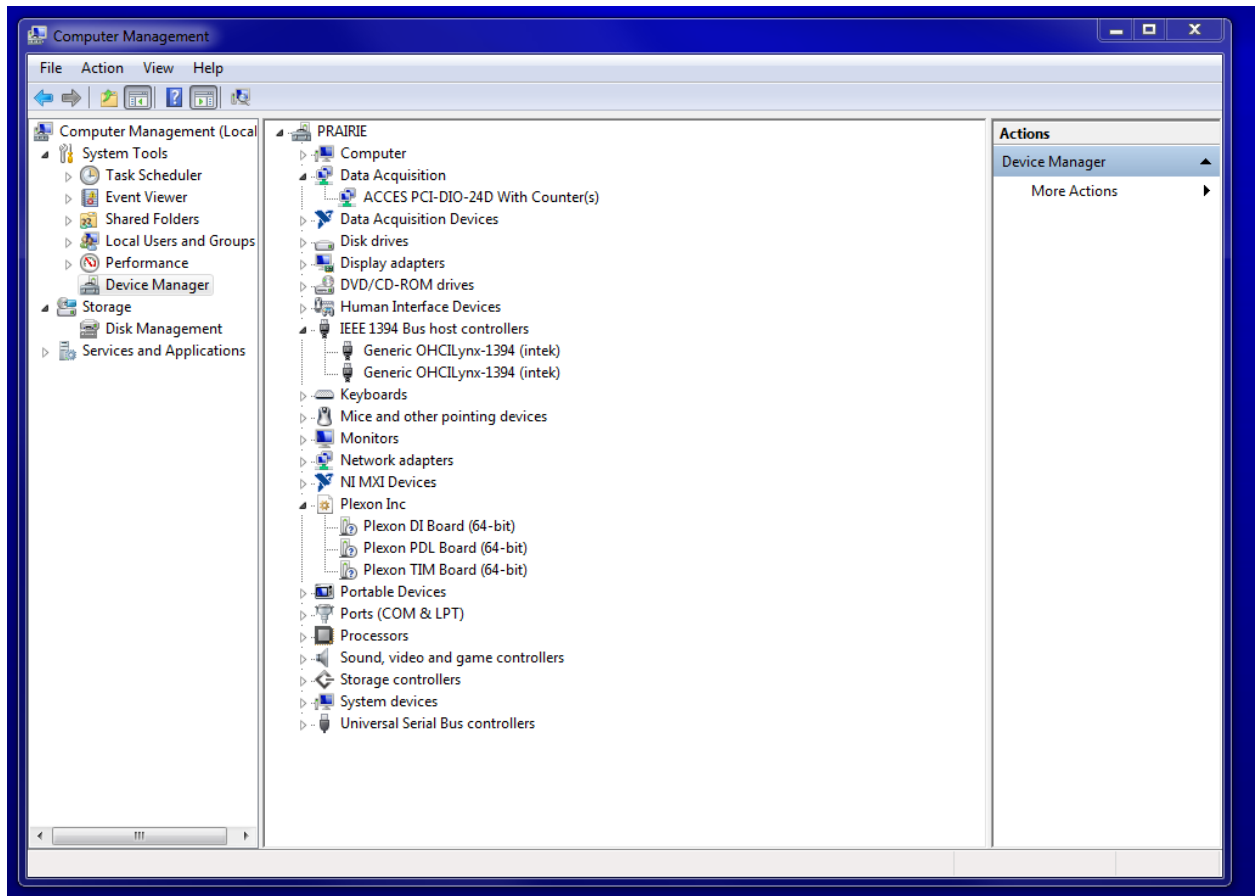 Computer Management
File Action View Help
Computer Management (Local
System Tools
Task Scheduler
Event Viewer
Shared Folders
Local Users and Groups
Performance
Device Manager
Storage
Disk Management
Services and Applications
PRAIRIE
Computer
Data Acquisition
ACCES PCI-DIO-24D With Counter(s)
Data Acquisition Devices
Disk drives
Display adapters
DVD/CD-ROM drives
Human Interface Devices
IEEE 1394 Bus host controllers
Generic OHCILynx-1394 (intek)
Generic OHCILynx-1394 (intek)
Keyboards
Mice and other pointing devices
Monitors
Network adapters
NI MXI Devices
Plexon Inc
Plexon DI Board (64-bit)
Plexon PDL Board (64-bit)
Plexon TIM Board (64-bit)
Portable Devices
Ports (COM & LPT)
Processors
Sound, video and game controllers
Storage controllers
System devices
Universal Serial Bus controllers
Actions
Device Manager
More Actions